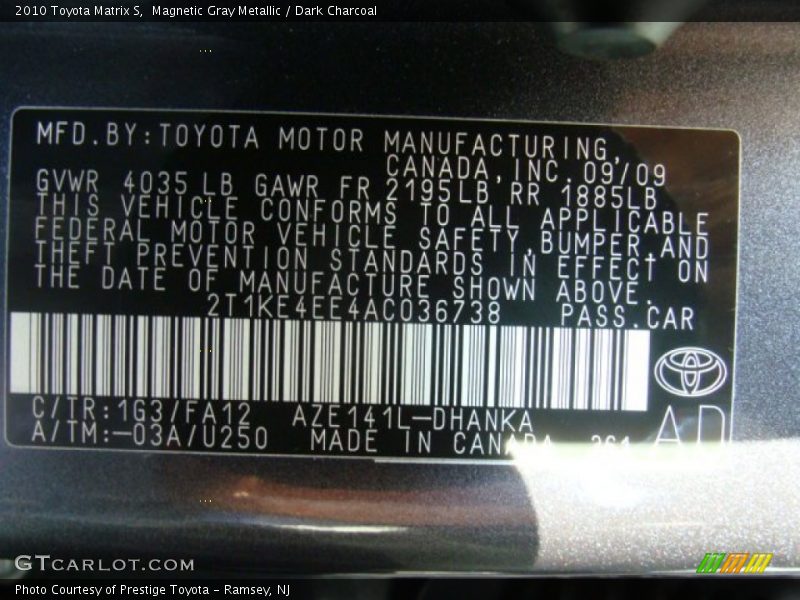 2010 Toyota Matrix S,  Magnetic Gray Metallic / Dark Charcoal
MFD.BY:TOYOTA MOTOR MANUFACTURING,
CANADA,INC.09/09
GVWR 4035LB GAWR FR 2195LB RR 1885LB
THIS VEHICLE CONFORMS TO ALL APPLICABLE
FEDERAL MOTOR VEHICLE SAFETY,BUMPER,AND
THEFT PREVENTION STANDARDS IN EFFECT ON
THE DATE OF MANUFACTURE SHOWN ABOVE.
2T1KE4EE4AC036738 PASS.CAR
C/TR:1G3/FA12 AZE141L-DHANKA
A/TM:-03A/U250 MADE IN CANADA 361
AD
GTCARLOT.COM
Photo Courtesy of Prestige Toyota - Ramsey, NJ